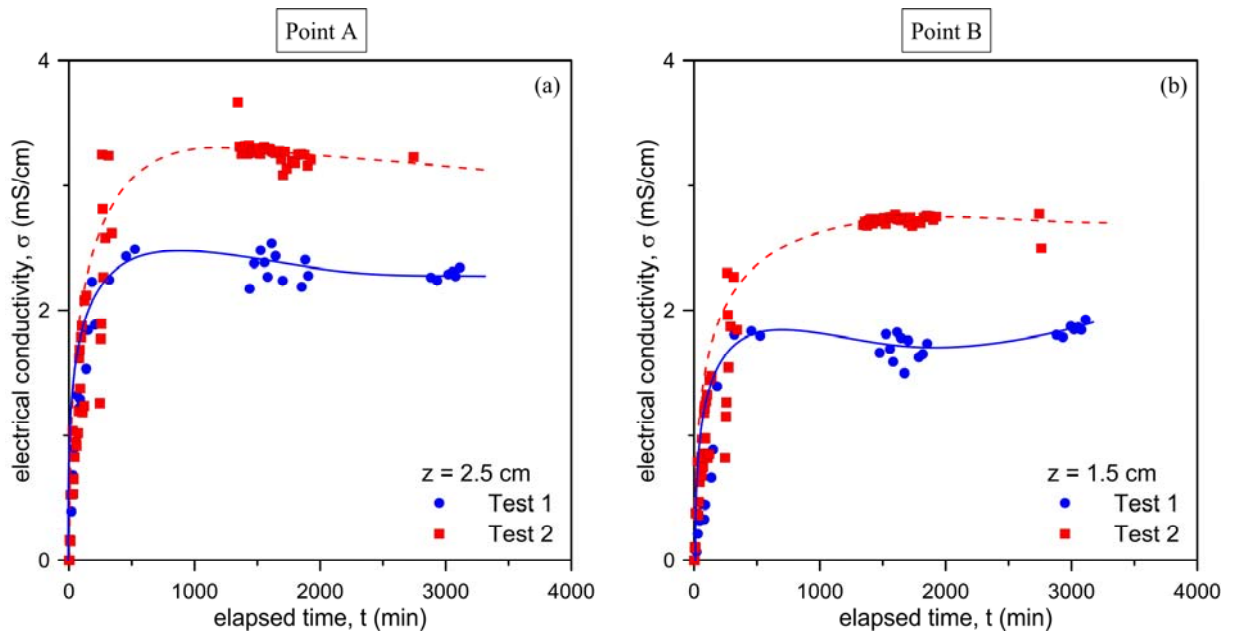 Point A
(a)
electrical conductivity, σ (mS/cm)
4
2
0
z = 2.5 cm
Test 1
Test 2
0 1000 2000 3000 4000
elapsed time, t (min)
Point B
(b)
electrical conductivity, σ (mS/cm)
4
2
0
z = 1.5 cm
Test 1
Test 2
0 1000 2000 3000 4000
elapsed time, t (min)